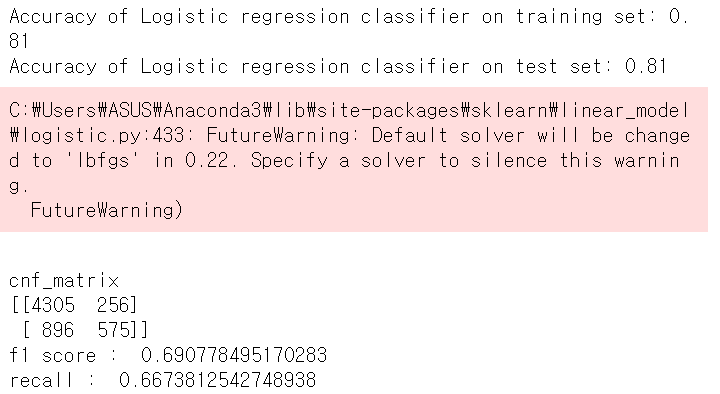 Accuracy of Logistic regression classifier on training set: 0.
81
Accuracy of Logistic regression classifier on test set: 0.81
C:₩Users₩ASUS₩Anaconda3₩lib₩site-packages₩sklearn₩linear_model
₩logistic.py:433: FutureWarning: Default solver will be change
d to 'lbfgs' in 0.22. Specify a solver to silence this warnin
g.
  FutureWarning)
cnf_matrix
[[4305  256]
 [ 896  575]]
f1 score :  0.690778495170283
recall :  0.6673812542748938